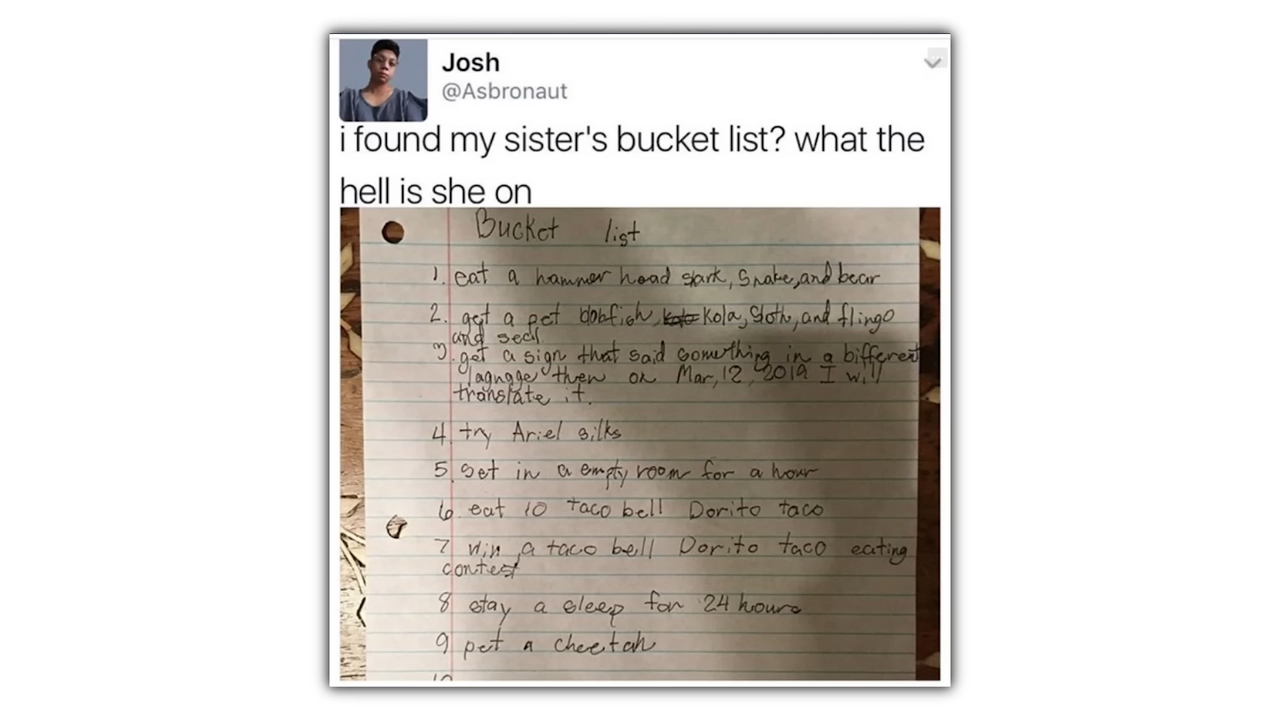 Josh
@Asbronaut
i found my sister's bucket list? what the
hell is she on
Bucket list
1. eat a hammer head shark, Snake, and bear
2. get a pet dobfish, Kola, Sloth, and flingo
and seal
3. get a sign that said something in a bifferent
lagngge then on Mar, 12, 2019 I will
translate it.
4. try Ariel silks
5. set in a empty room for a hour
6. eat 10 taco bell Dorito taco
7 win a taco bell Dorito taco eating
contest
8 stay a sleep for 24 hours
9 pet a cheetah